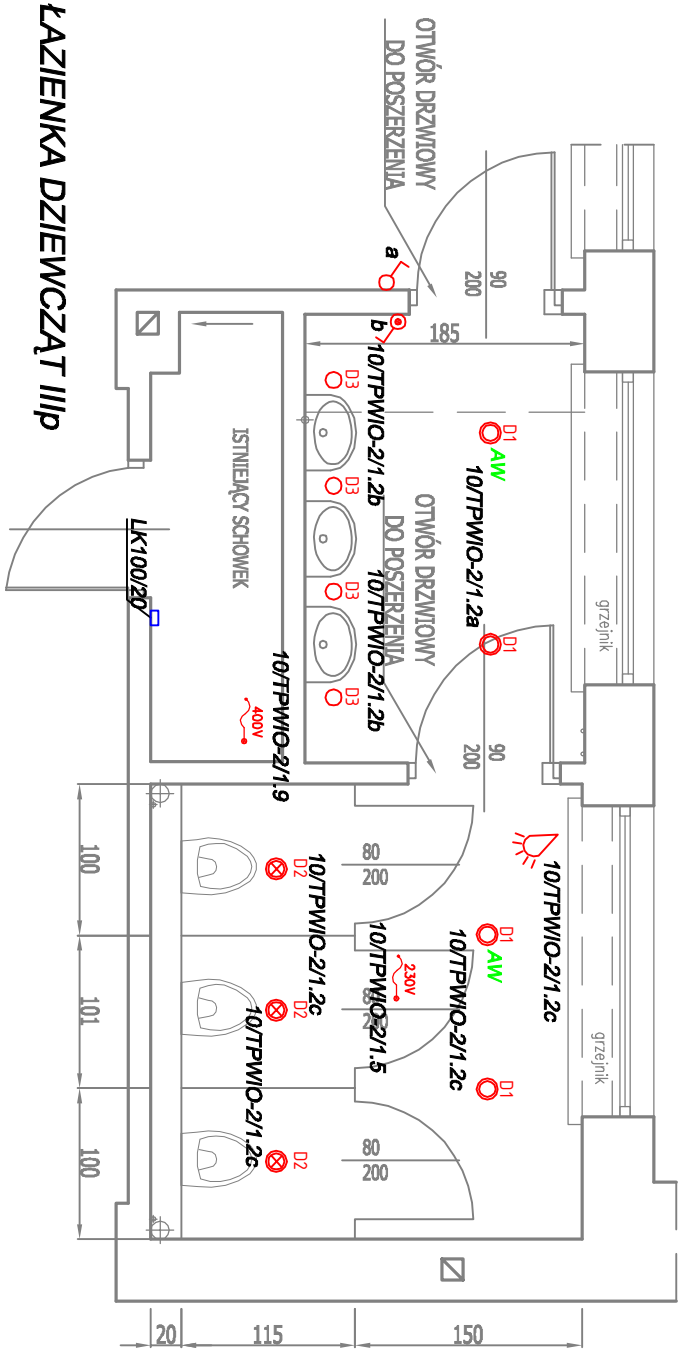 ŁAZIENKA DZIEWCZĄT IIIp
OTWÓR DRZWIOWY
DO POSZERZENIA
90
200
a
b
185
10/TPWIO-2/1.2b
D3
D3
D3
D3
10/TPWIO-2/1.2b
D1
AW
10/TPWIO-2/1.2a
D1
OTWÓR DRZWIOWY
DO POSZERZENIA
90
200
grzejnik
ISTNIEJĄCY SCHOWEK
LK100/20
10/TPWIO-2/1.9
400V
10/TPWIO-2/1.2c
D1
AW
10/TPWIO-2/1.2c
D1
grzejnik
80
200
230V
10/TPWIO-2/1.5
80
200
80
200
D2
10/TPWIO-2/1.2c
D2
10/TPWIO-2/1.2c
D2
100
101
100
20
115
150